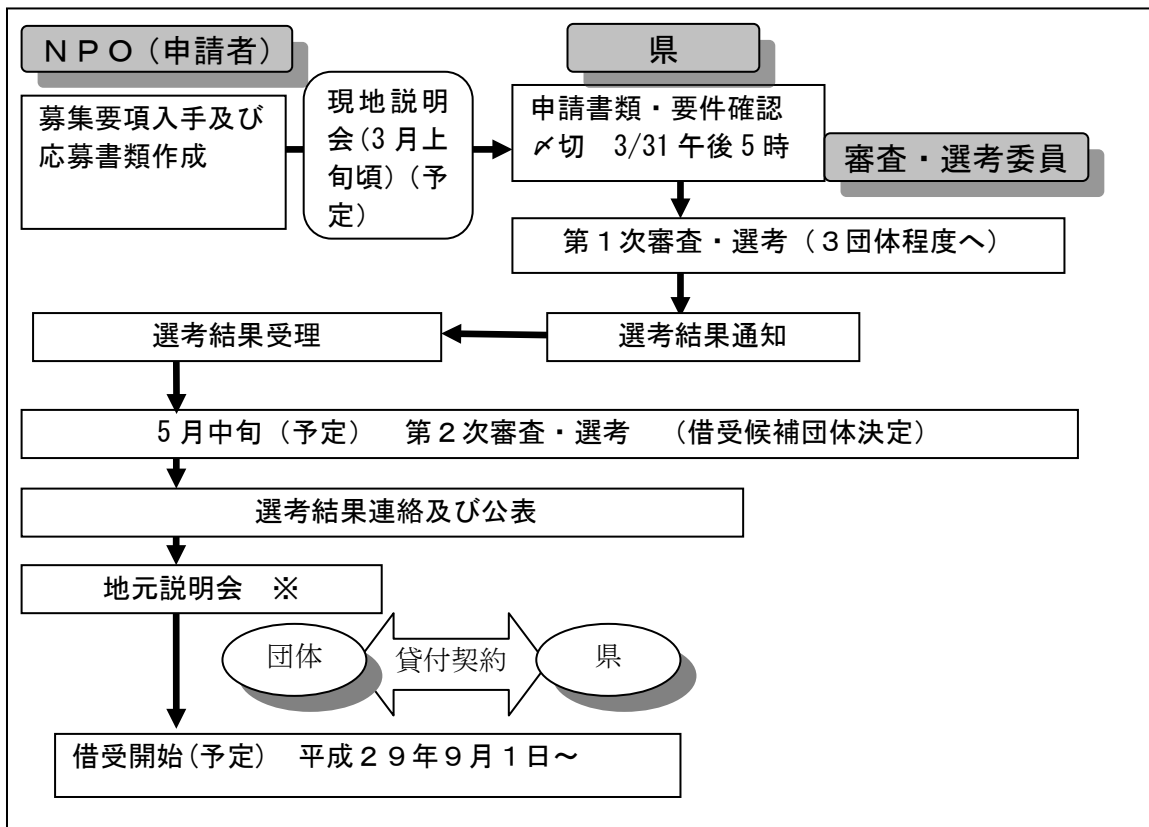 ＮＰＯ（申請者）
県
募集要項入手及び
応募書類作成
現地説明
会(3月上
旬頃)（予
定）
申請書類・要件確認
〆切　3/31 午後５時
審査・選考委員
第１次審査・選考（３団体程度へ）
選考結果受理
選考結果通知
5月中旬（予定）　第２次審査・選考　（借受候補団体決定）
選考結果連絡及び公表
地元説明会　※
団体
貸付契約
県
借受開始(予定)　平成２９年９月１日～